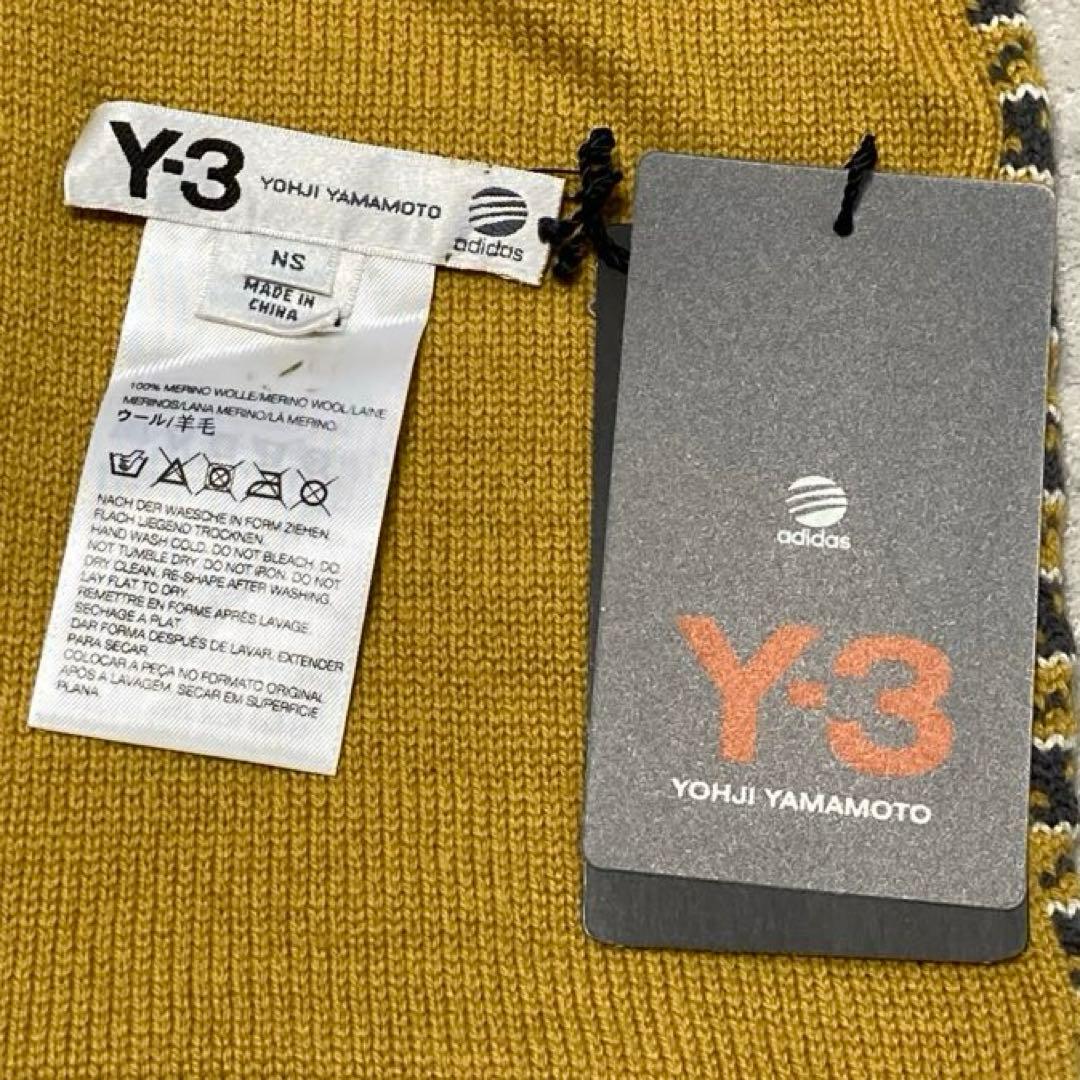 Y-3 YOHJI YAMAMOTO adidas
NS
MADE IN
CHINA
100% MERINO WOLLE/MERINO WOOL/LAINE
MERINOS/LANA MERINO/LÃ MERINO.
ウール/羊毛
NACH DER WAESCHE IN FORM ZIEHEN.
FLACH LIEGEND TROCKNEN.
HAND WASH COLD. DO NOT BLEACH. DO
NOT TUMBLE DRY. DO NOT IRON. DO NOT
DRY CLEAN. RE-SHAPE AFTER WASHING.
LAY FLAT TO DRY.
REMETTRE EN FORME APRÈS LAVAGE.
SECHAGE A PLAT.
DAR FORMA DESPUÉS DE LAVAR. EXTENDER
PARA SECAR.
COLOCAR A PEÇA NO FORMATO ORIGINAL
APÓS A LAVAGEM. SECAR EM SUPERFICIE
PLANA.
adidas
Y-3
YOHJI YAMAMOTO